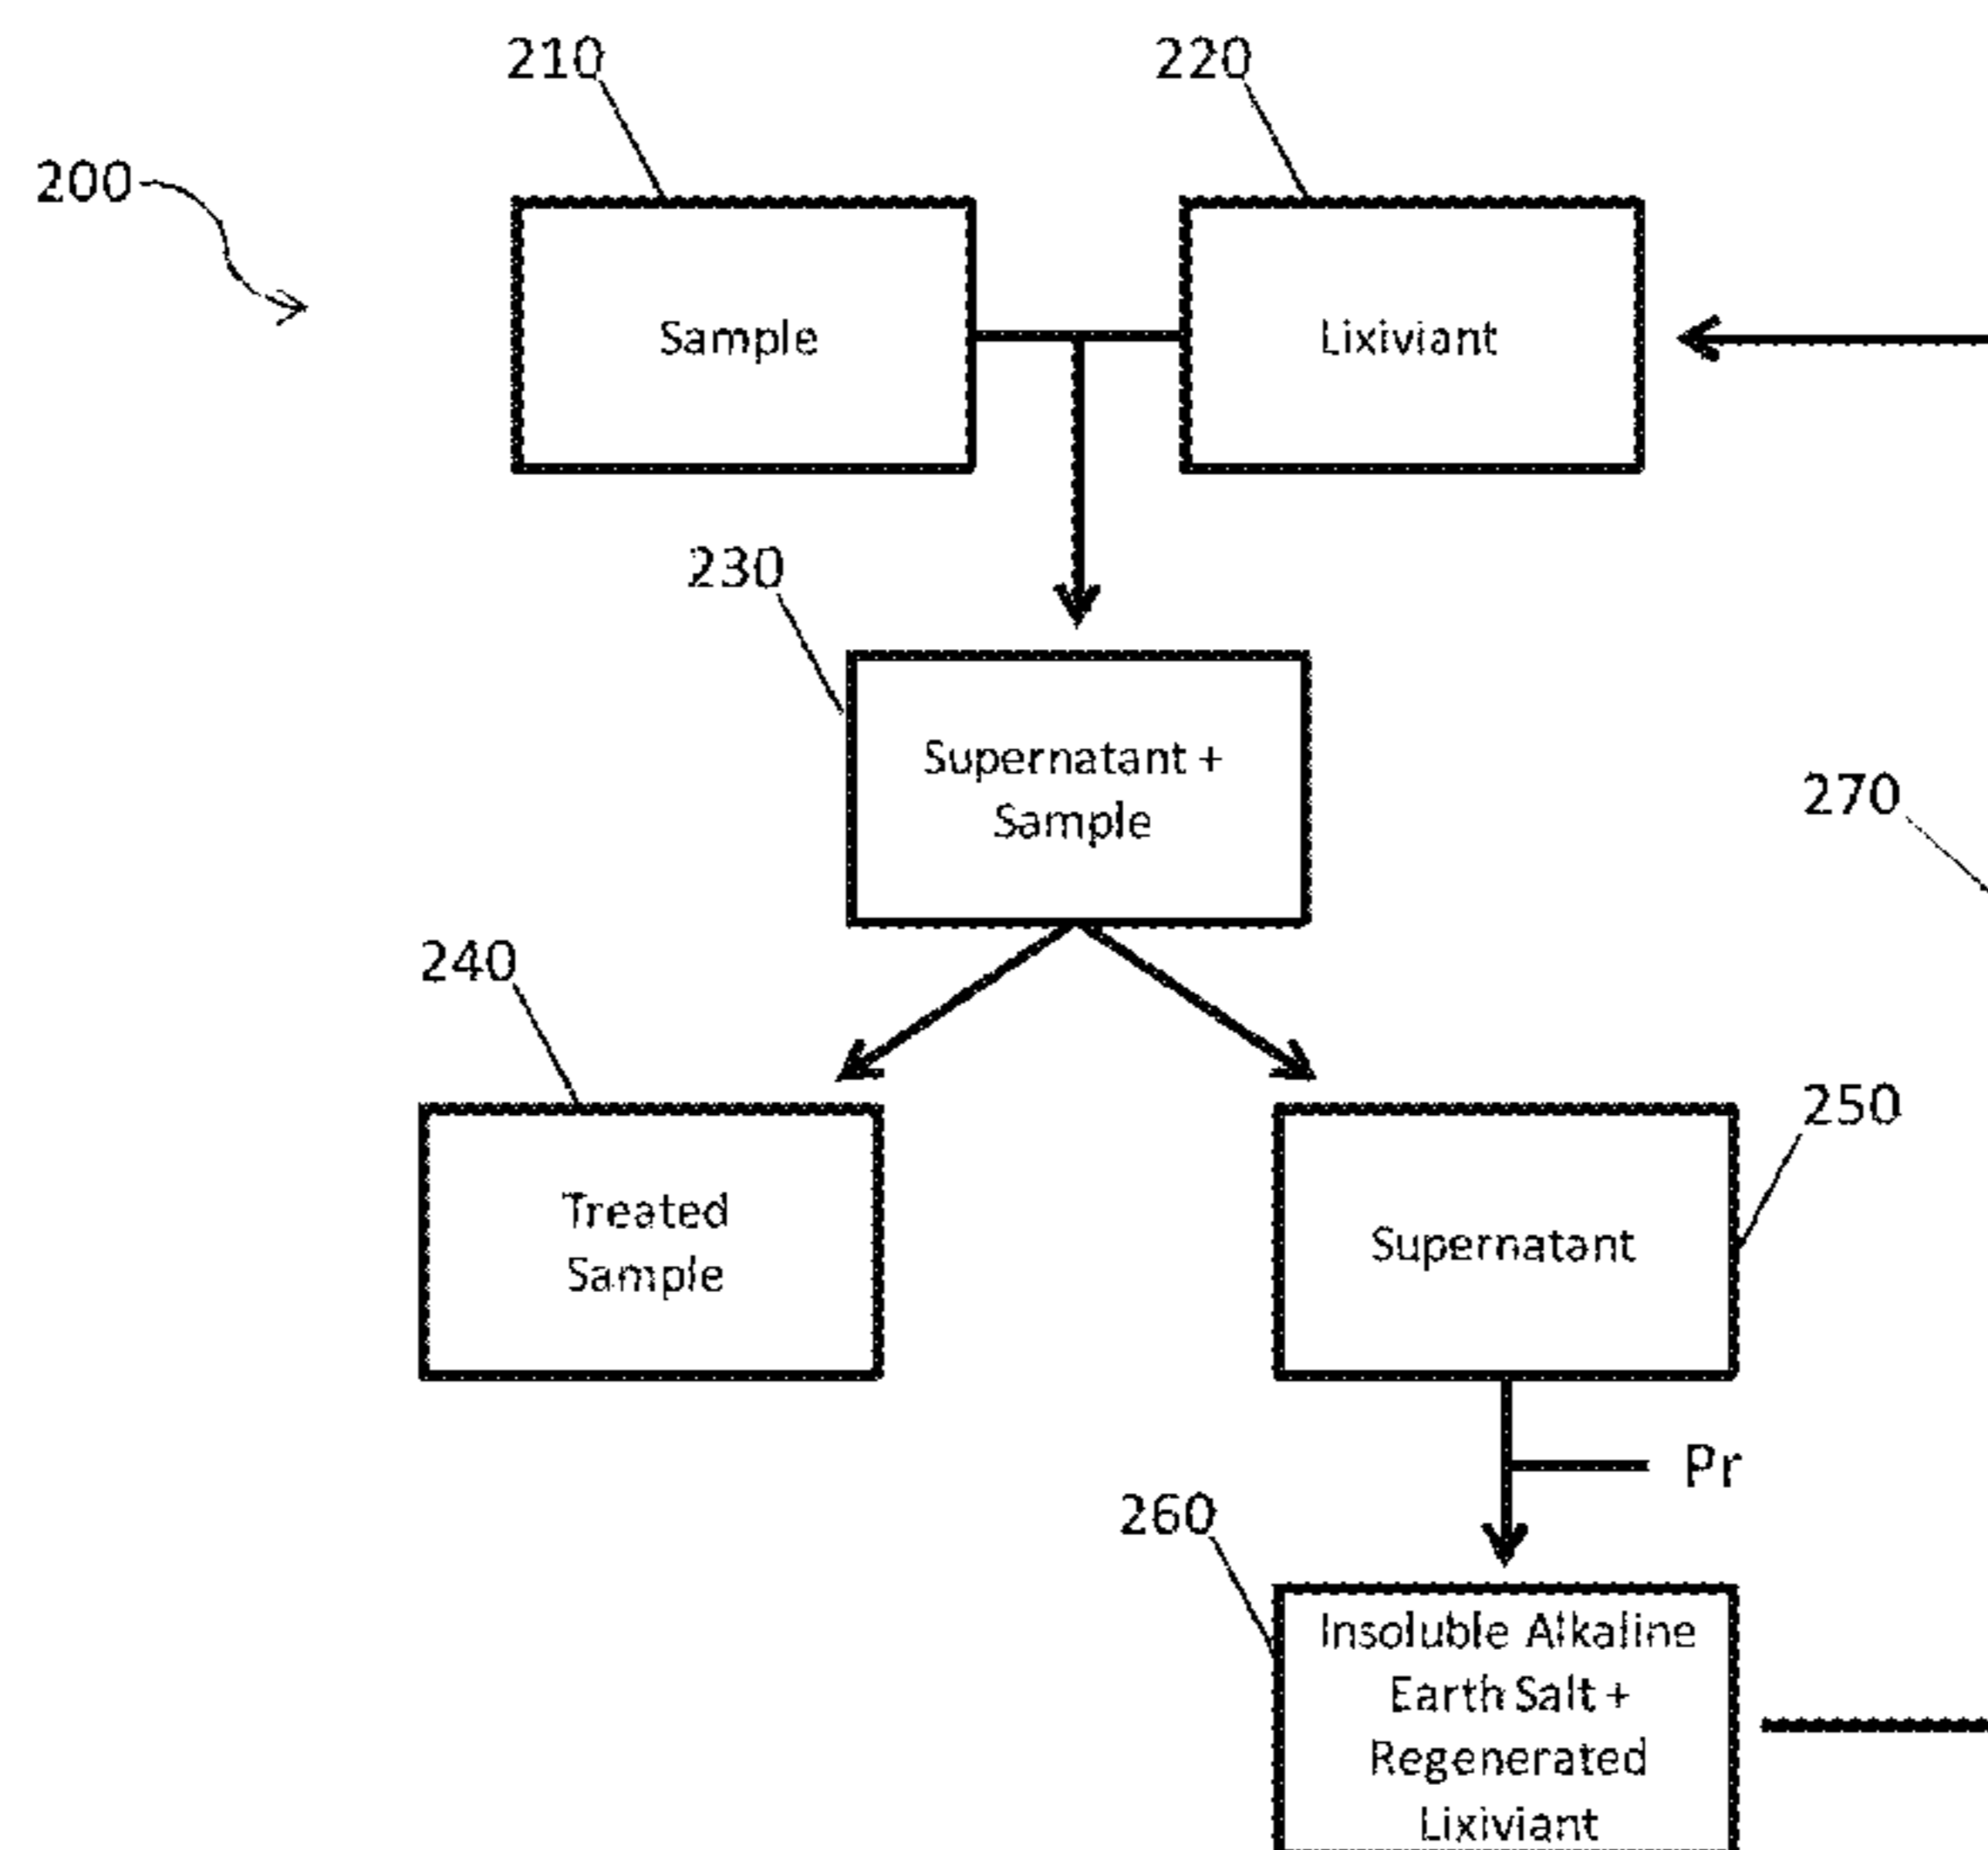 210
220
200
Sample
Lixiviant
230
Supernatant +
Sample
270
240
250
Treated
Sample
Supernatant
Pr
260
Insoluble Alkaline
Earth Salt +
Regenerated
Lixiviant